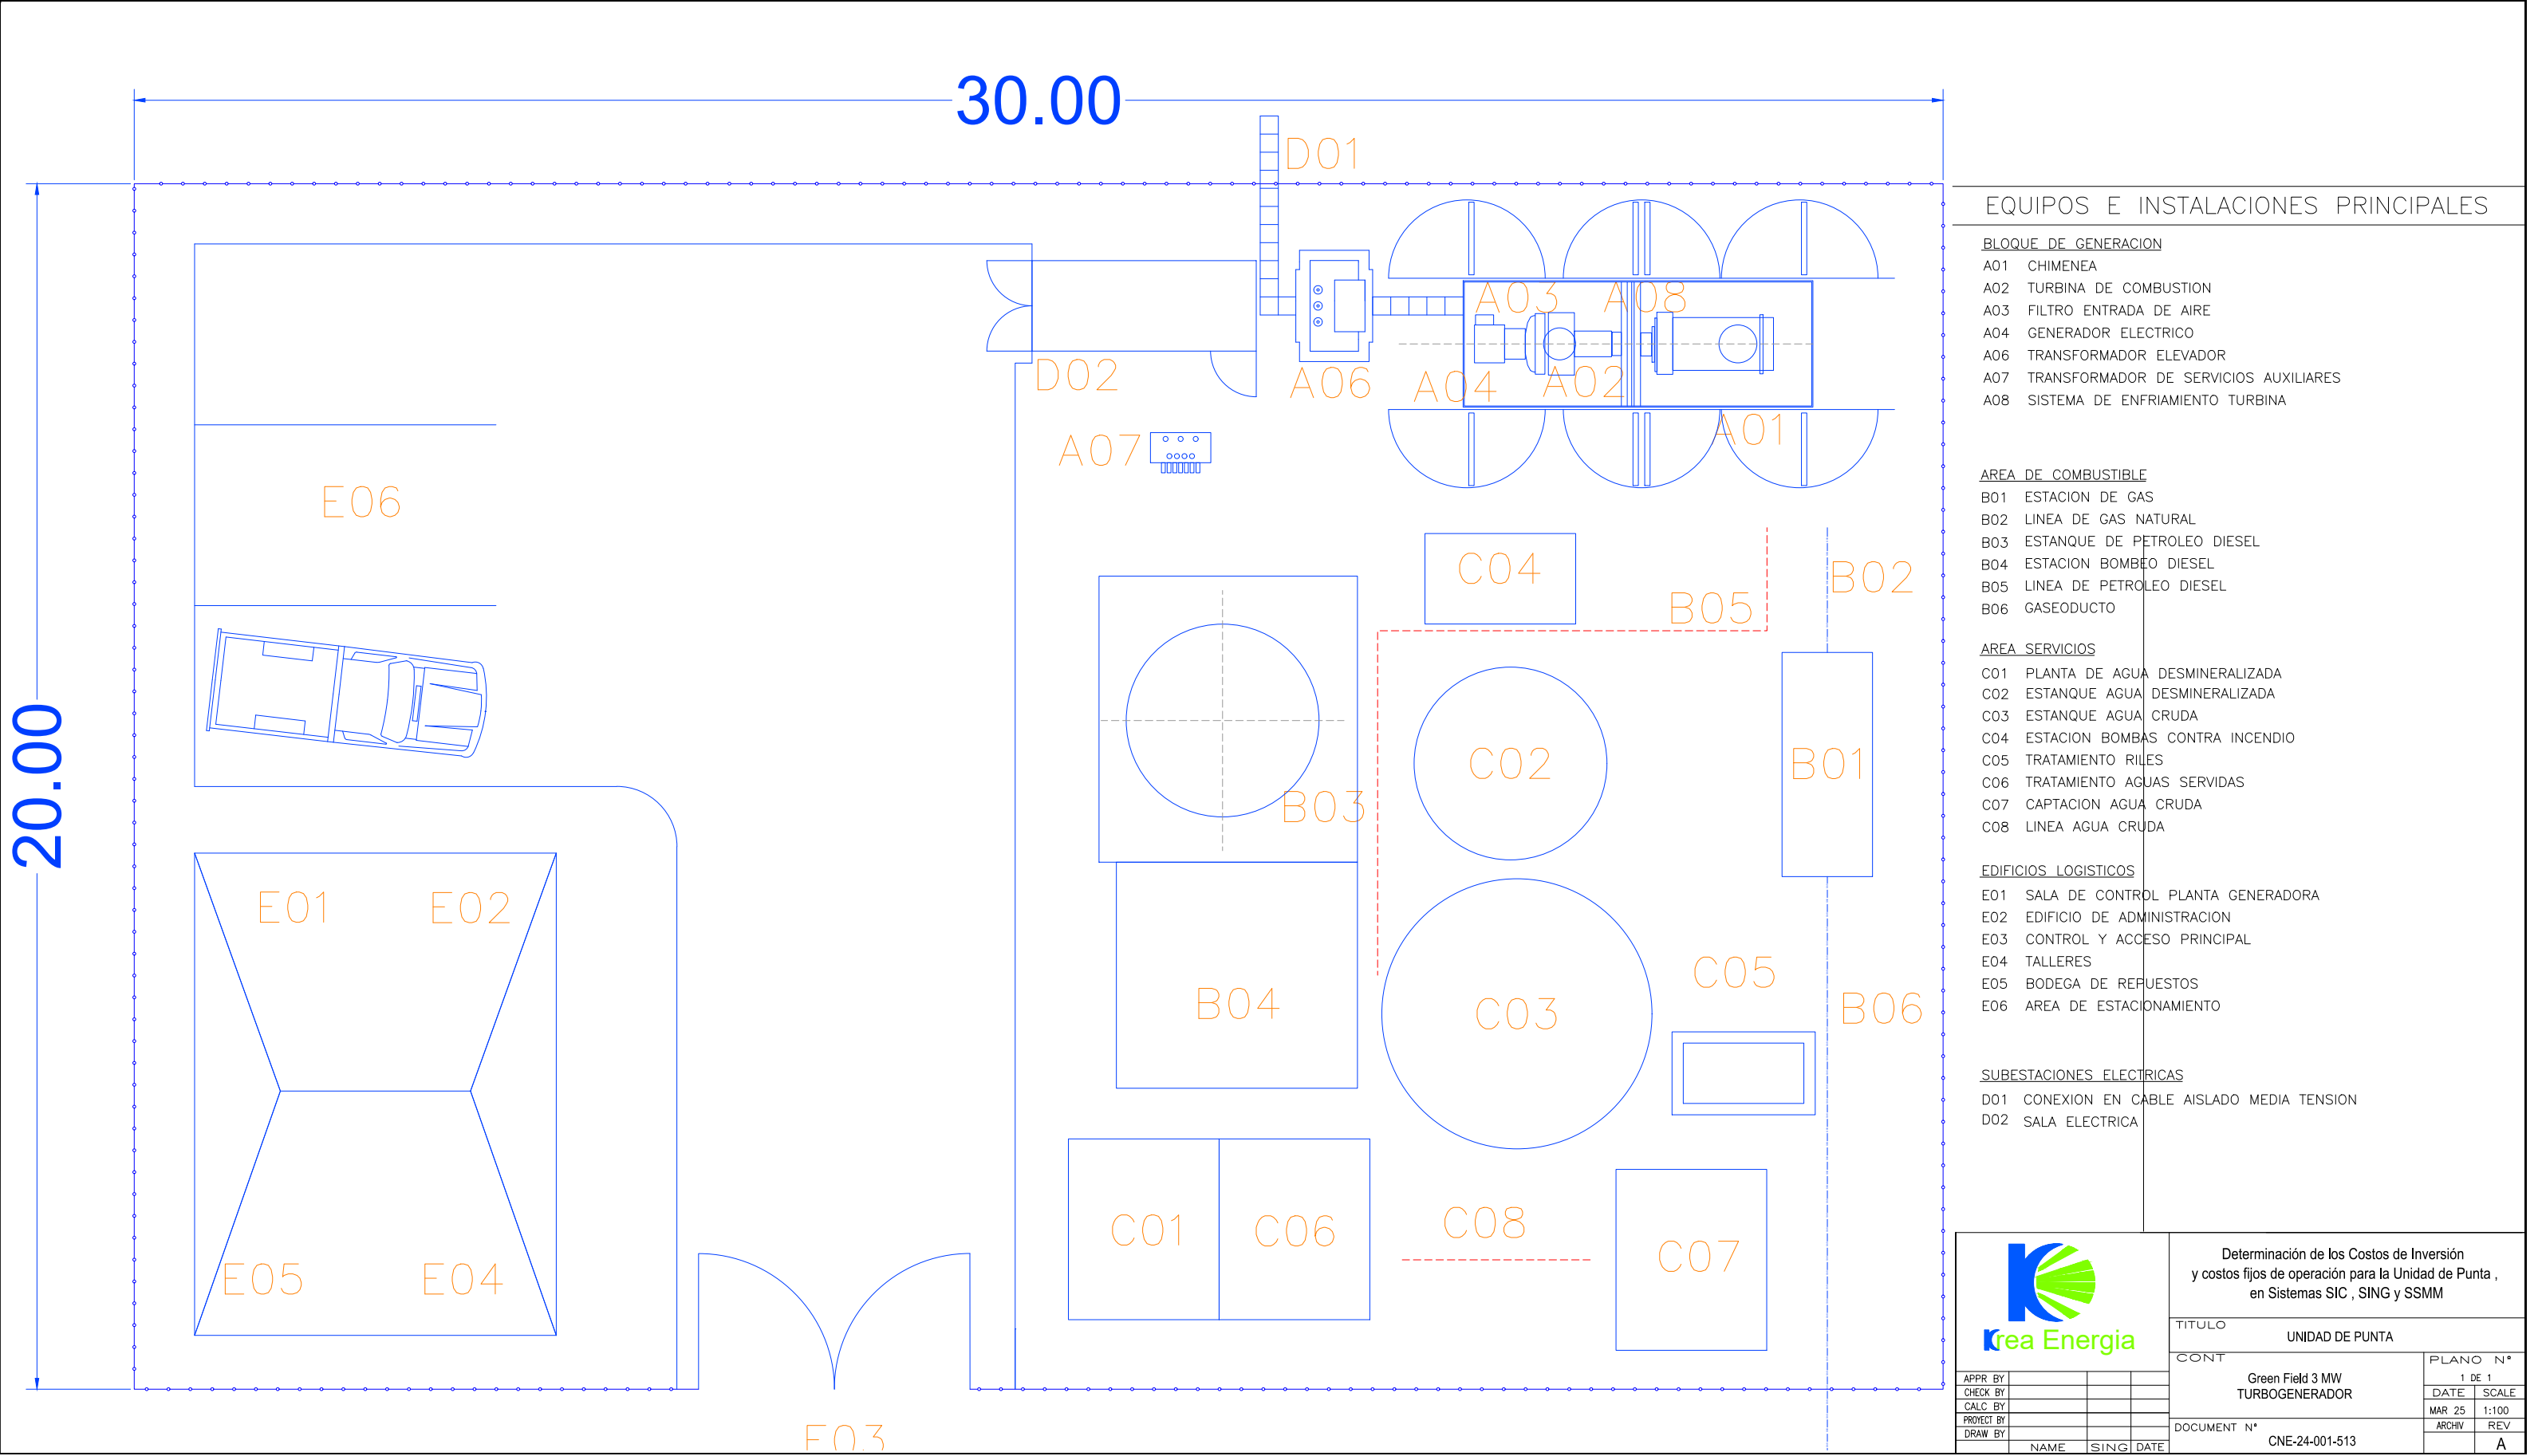 30.00
20.00
D01
A03
A08
D02
A06
A04
A02
A01
A07
E06
C04
B05
B02
C02
B01
B03
E01
E02
C05
B04
C03
B06
C01
C06
C08
C07
E05
E04
E03
EQUIPOS E INSTALACIONES PRINCIPALES
BLOQUE DE GENERACION
A01 CHIMENEA
A02 TURBINA DE COMBUSTION
A03 FILTRO ENTRADA DE AIRE
A04 GENERADOR ELECTRICO
A06 TRANSFORMADOR ELEVADOR
A07 TRANSFORMADOR DE SERVICIOS AUXILIARES
A08 SISTEMA DE ENFRIAMIENTO TURBINA
AREA DE COMBUSTIBLE
B01 ESTACION DE GAS
B02 LINEA DE GAS NATURAL
B03 ESTANQUE DE PETROLEO DIESEL
B04 ESTACION BOMBEO DIESEL
B05 LINEA DE PETROLEO DIESEL
B06 GASEODUCTO
AREA SERVICIOS
C01 PLANTA DE AGUA DESMINERALIZADA
C02 ESTANQUE AGUA DESMINERALIZADA
C03 ESTANQUE AGUA CRUDA
C04 ESTACION BOMBAS CONTRA INCENDIO
C05 TRATAMIENTO RILES
C06 TRATAMIENTO AGUAS SERVIDAS
C07 CAPTACION AGUA CRUDA
C08 LINEA AGUA CRUDA
EDIFICIOS LOGISTICOS
E01 SALA DE CONTROL PLANTA GENERADORA
E02 EDIFICIO DE ADMINISTRACION
E03 CONTROL Y ACCESO PRINCIPAL
E04 TALLERES
E05 BODEGA DE REPUESTOS
E06 AREA DE ESTACIONAMIENTO
SUBESTACIONES ELECTRICAS
D01 CONEXION EN CABLE AISLADO MEDIA TENSION
D02 SALA ELECTRICA
Krea Energia
Determinación de los Costos de Inversión
y costos fijos de operación para la Unidad de Punta ,
en Sistemas SIC , SING y SSMM
TITULO
UNIDAD DE PUNTA
CONT
Green Field 3 MW
TURBOGENERADOR
PLANO N°
1 DE 1
DATE SCALE
MAR 25 1:100
ARCHIV REV
A
DOCUMENT N°
CNE-24-001-513
APPR BY
CHECK BY
CALC BY
PROYECT BY
DRAW BY
NAME SING DATE